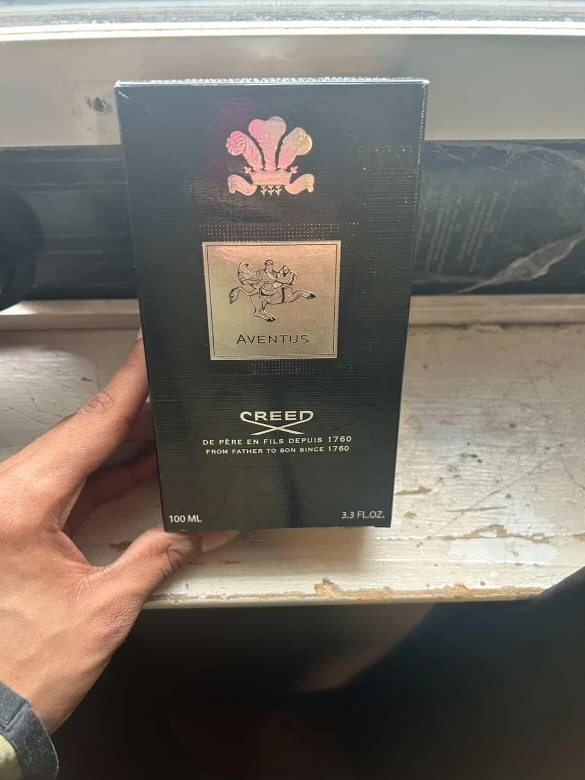 AVENTUS
CREED
DE PÈRE EN FILS DEPUIS 1760
FROM FATHER TO SON SINCE 1760
100 ML
3.3 FL.OZ.